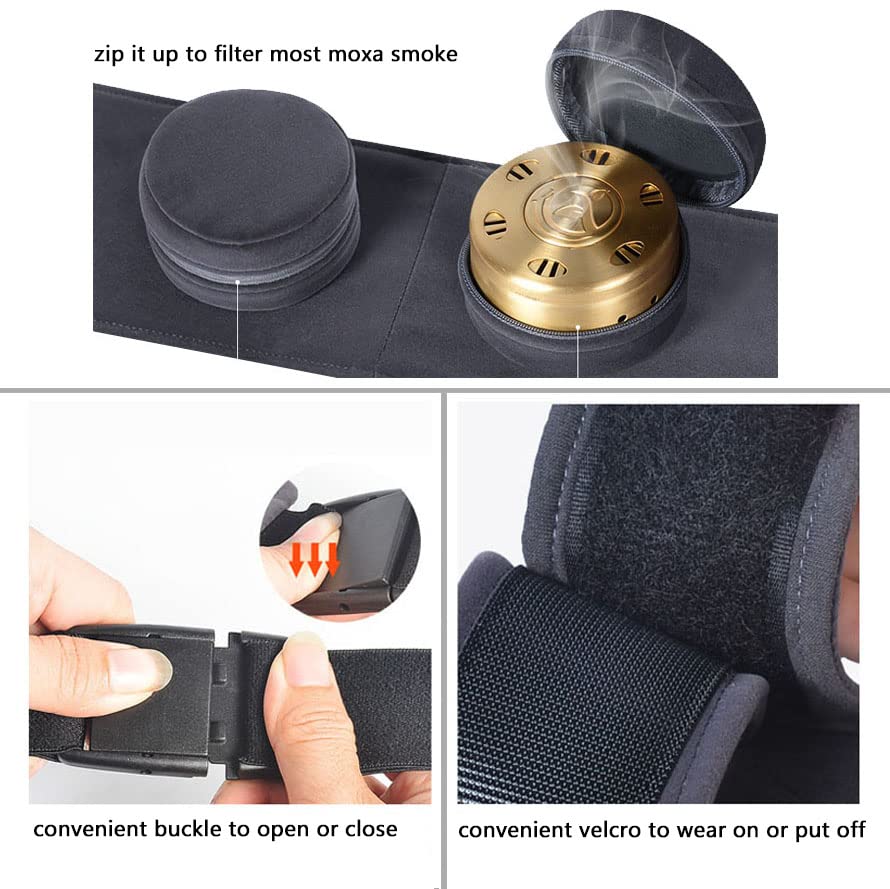 zip it up to filter most moxa smoke
convenient buckle to open or close
convenient velcro to wear on or put off